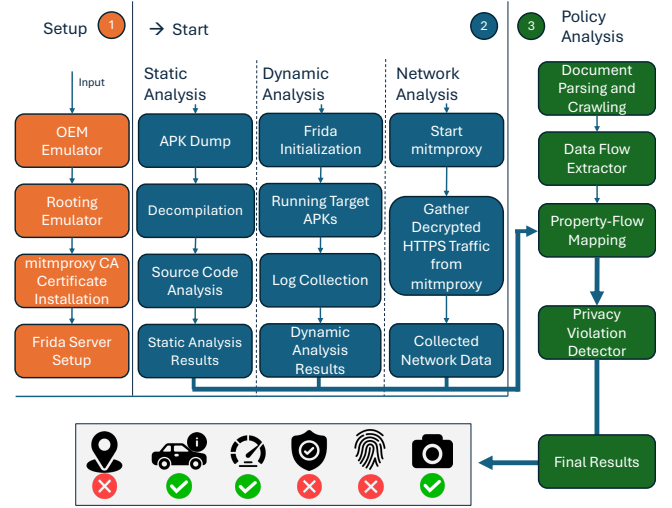 Setup 1
→ Start 2
3 Policy
Analysis
Input
Static
Analysis
Dynamic
Analysis
Network
Analysis
OEM
Emulator
Rooting
Emulator
mitmproxy CA
Certificate
Installation
Frida Server
Setup
APK Dump
Decompilation
Source Code
Analysis
Static Analysis
Results
Frida
Initialization
Running Target
APKs
Log Collection
Dynamic
Analysis
Results
Start
mitmproxy
Gather
Decrypted
HTTPS Traffic
from
mitmproxy
Collected
Network Data
Document
Parsing and
Crawling
Data Flow
Extractor
Property-Flow
Mapping
Privacy
Violation
Detector
Final Results
i